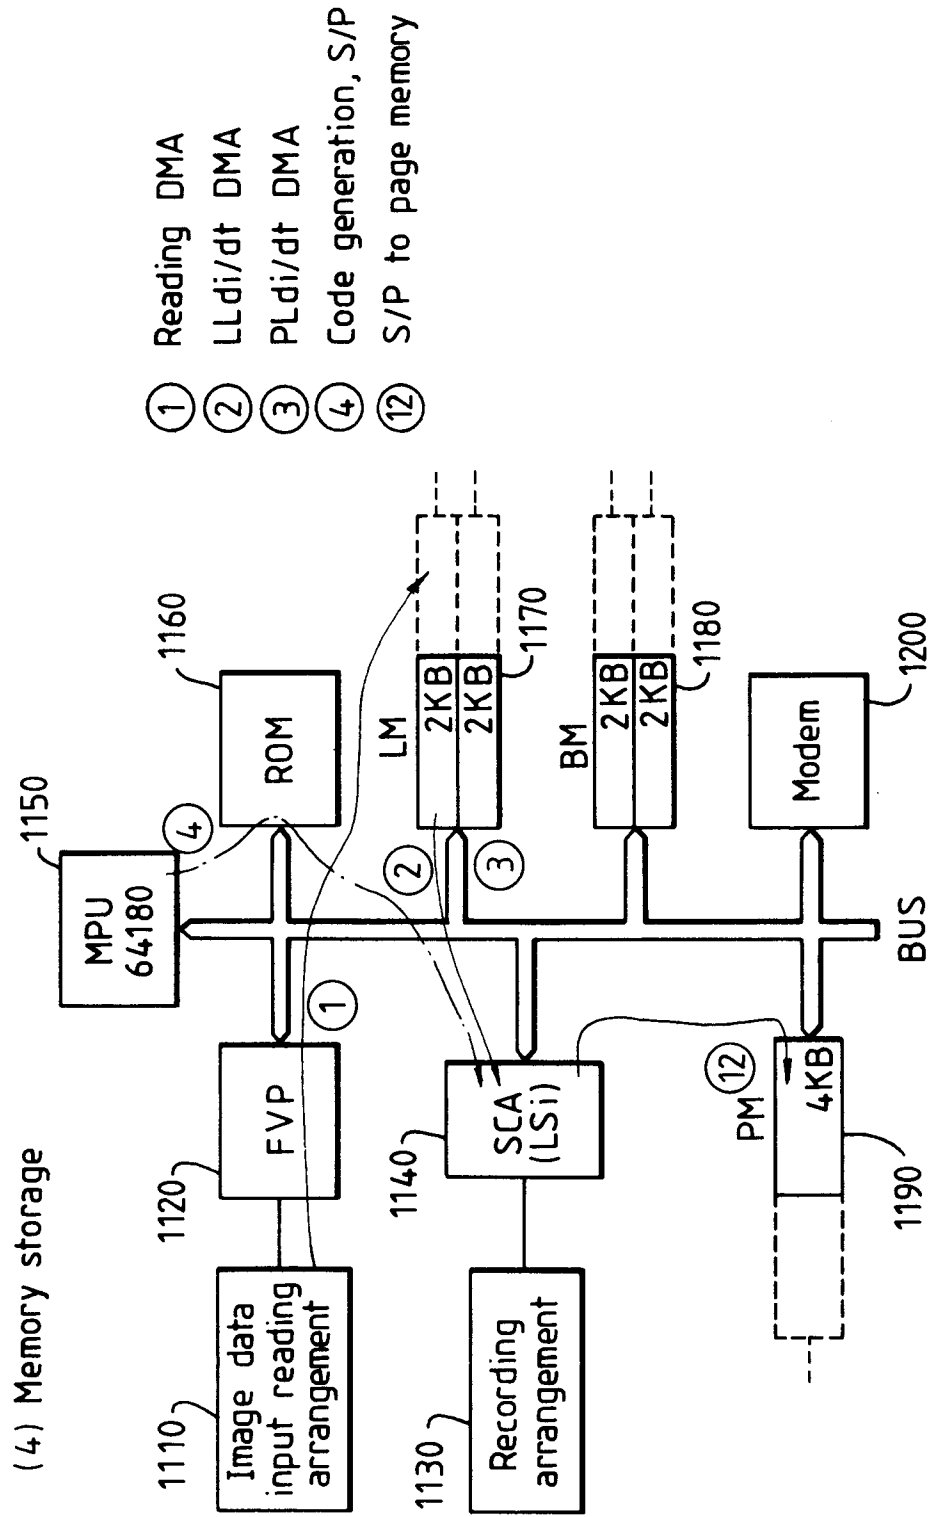 (4) Memory storage
1110
Image data
input reading
arrangement
1120
FVP
1
1150
MPU
64180
4
ROM
1160
1130
Recording
arrangement
1140
SCA
(LSi)
2
3
LM
2KB
2KB
1170
BM
2KB
2KB
1180
PM
12
4KB
1190
BUS
Modem
1200
1 Reading DMA
2 LLdi/dt DMA
3 PLdi/dt DMA
4 Code generation, S/P
12 S/P to page memory